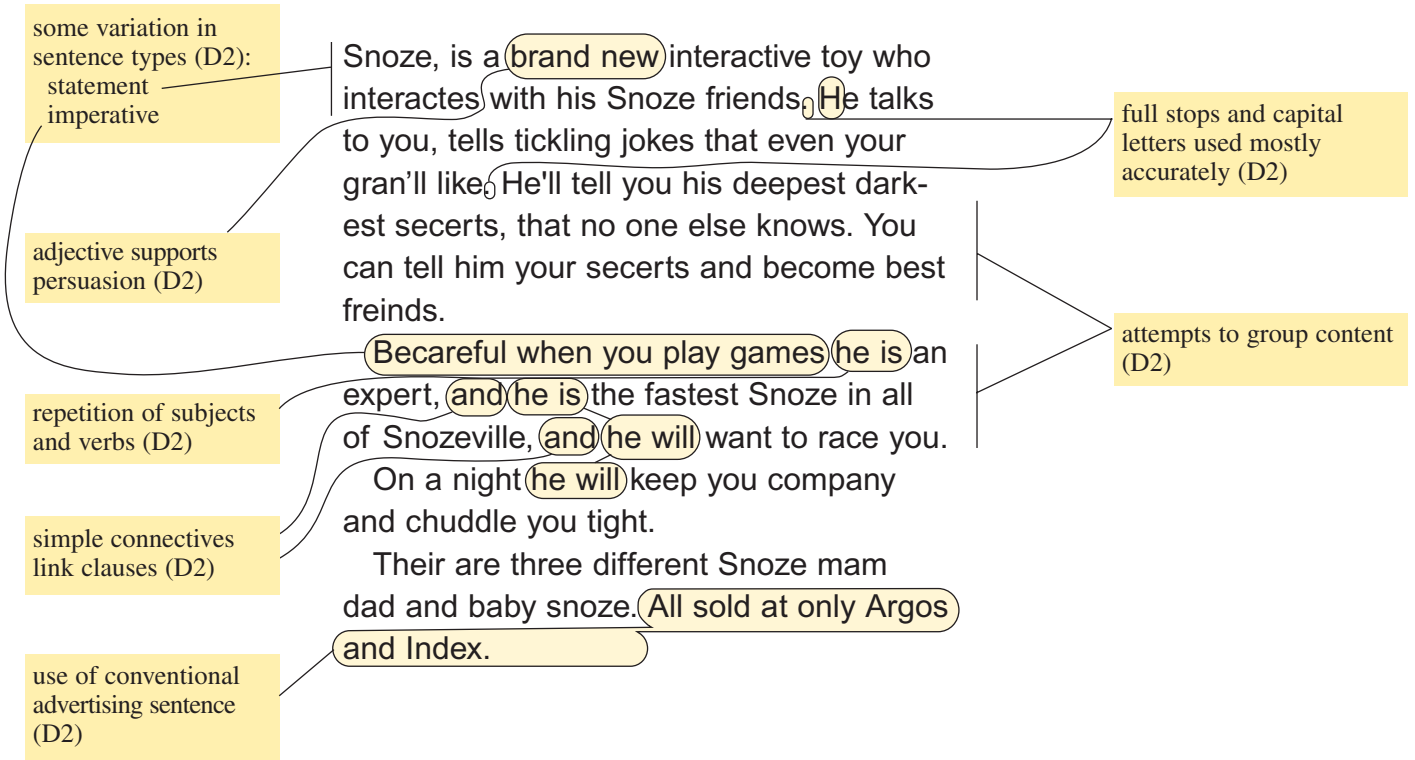 some variation in
sentence types (D2):
statement
imperative
adjective supports
persuasion (D2)
repetition of subjects
and verbs (D2)
simple connectives
link clauses (D2)
use of conventional
advertising sentence
(D2)
Snoze, is a brand new interactive toy who
interactes with his Snoze friends. He talks
to you, tells tickling jokes that even your
gran'll like. He'll tell you his deepest dark-
est secerts, that no one else knows. You
can tell him your secerts and become best
freinds.
Becareful when you play games he is an
expert, and he is the fastest Snoze in all
of Snozeville, and he will want to race you.
On a night he will keep you company
and chuddle you tight.
Their are three different Snoze mam
dad and baby snoze. All sold at only Argos
and Index.
full stops and capital
letters used mostly
accurately (D2)
attempts to group content
(D2)